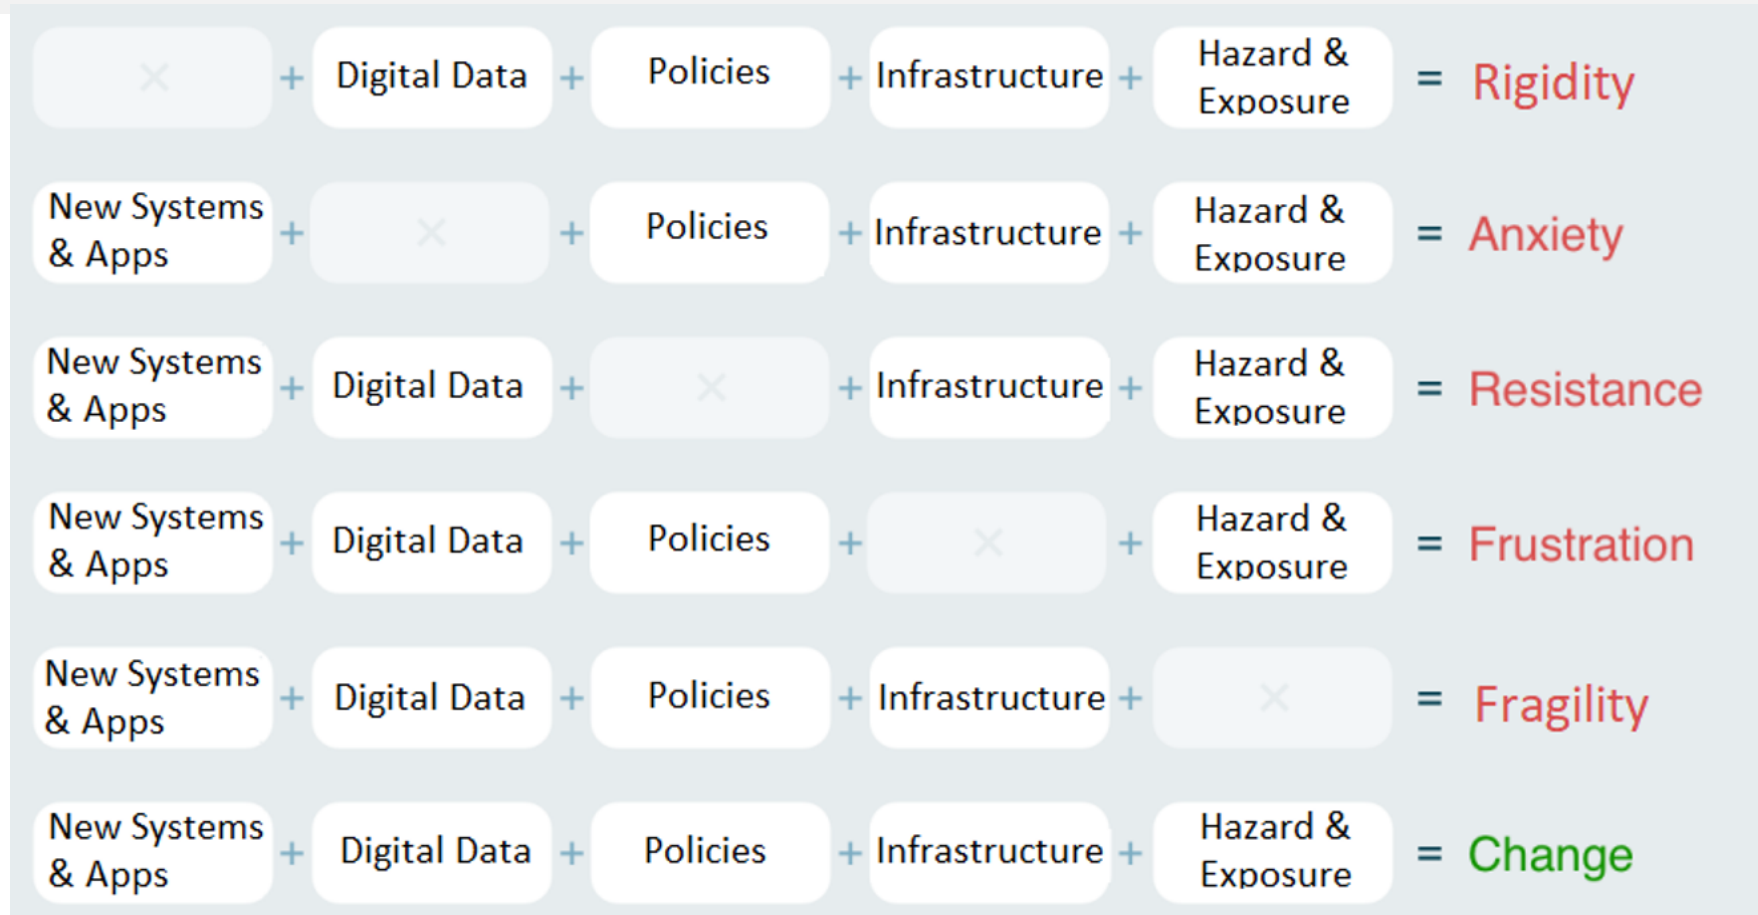 × + Digital Data + Policies + Infrastructure + Hazard & Exposure = Rigidity
New Systems & Apps + × + Policies + Infrastructure + Hazard & Exposure = Anxiety
New Systems & Apps + Digital Data + × + Infrastructure + Hazard & Exposure = Resistance
New Systems & Apps + Digital Data + Policies + × + Hazard & Exposure = Frustration
New Systems & Apps + Digital Data + Policies + Infrastructure + × = Fragility
New Systems & Apps + Digital Data + Policies + Infrastructure + Hazard & Exposure = Change